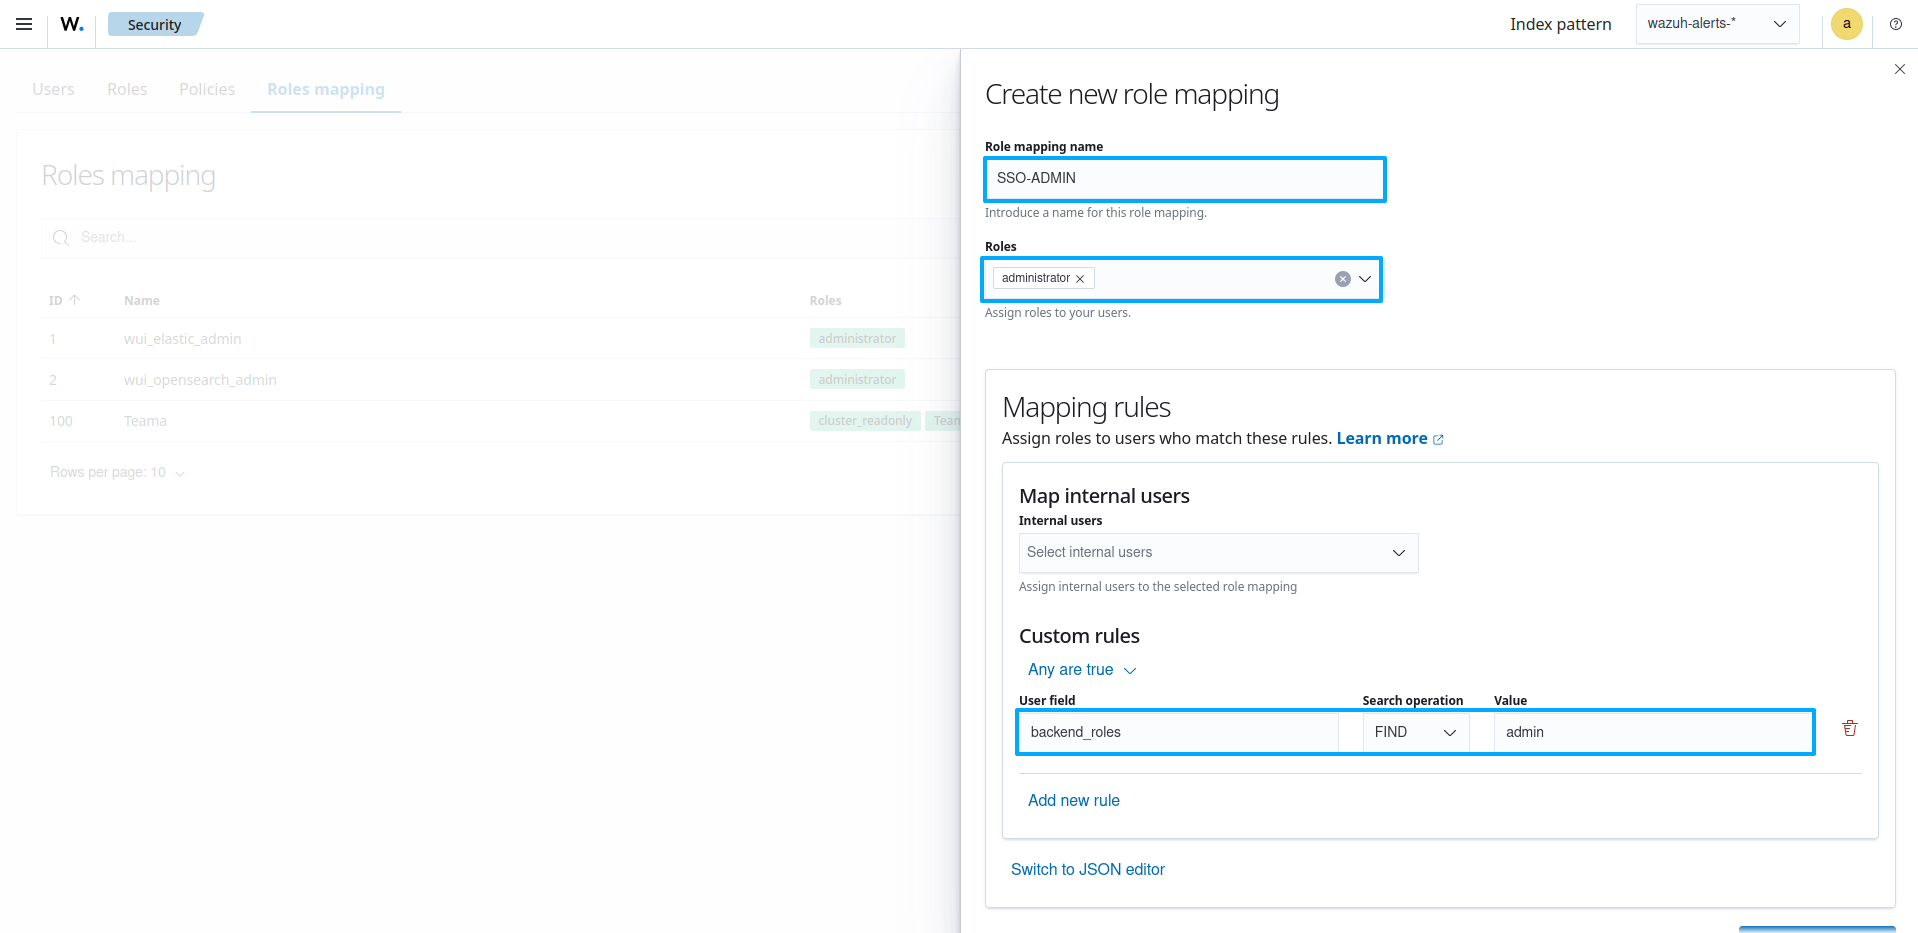 W. Security Index pattern wazuh-alerts-* a
Users Roles Policies Roles mapping
Roles mapping
Search...
ID Name Roles
1 wui_elastic_admin administrator
2 wui_opensearch_admin administrator
100 Teama cluster_readonly
Rows per page: 10
Create new role mapping
Role mapping name
SSO-ADMIN
Introduce a name for this role mapping.
Roles
administrator
Assign roles to your users.
Mapping rules
Assign roles to users who match these rules. Learn more
Map internal users
Internal users
Select internal users
Assign internal users to the selected role mapping
Custom rules
Any are true
User field Search operation Value
backend_roles FIND admin
Add new rule
Switch to JSON editor